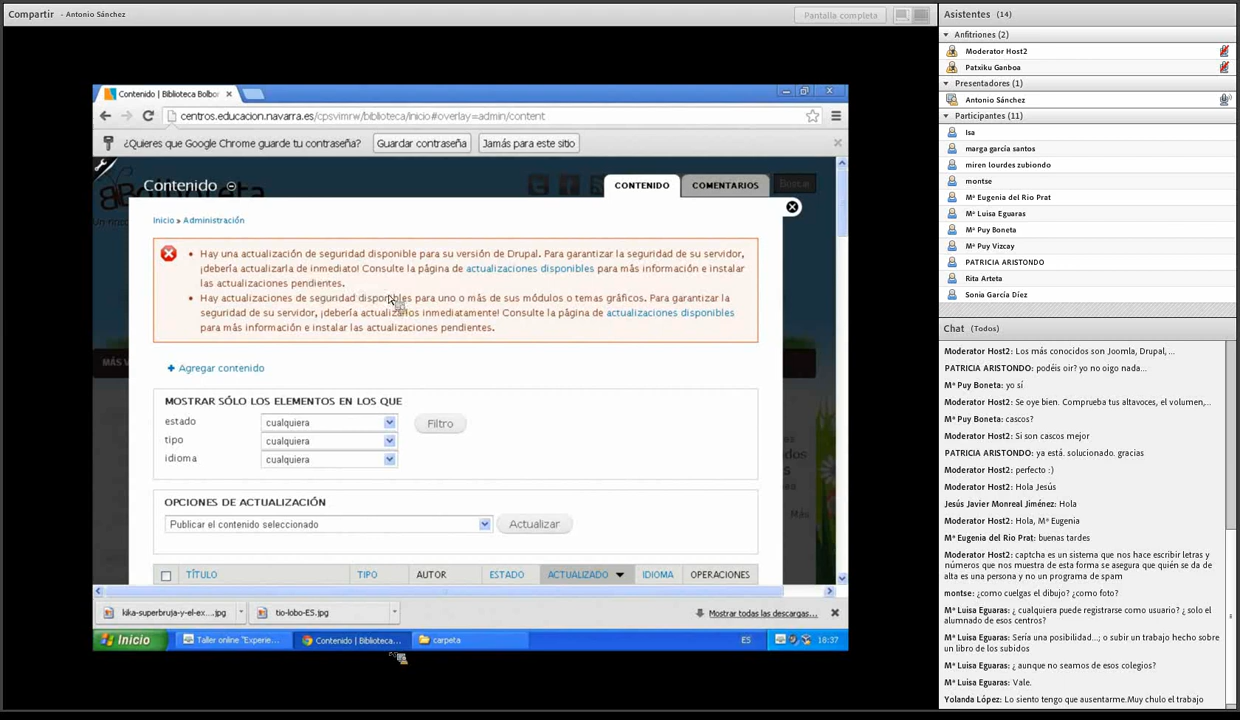 Compartir - Antonio Sánchez
Pantalla completa
Contenido | Biblioteca Bolbor
centros.educacion.navarra.es/cpsvimrw/biblioteca/inicio#overlay=admin/content
¿Quieres que Google Chrome guarde tu contraseña?
Guardar contraseña
Jamás para este sitio
Contenido
CONTENIDO
COMENTARIOS
Inicio » Administración
Hay una actualización de seguridad disponible para su versión de Drupal. Para garantizar la seguridad de su servidor,
¡debería actualizarla de inmediato! Consulte la página de actualizaciones disponibles para más información e instalar
las actualizaciones pendientes.
Hay actualizaciones de seguridad disponibles para uno o más de sus módulos o temas gráficos. Para garantizar la
seguridad de su servidor, ¡debería actualizarlos inmediatamente! Consulte la página de actualizaciones disponibles
para más información e instalar las actualizaciones pendientes.
MÁS V
Agregar contenido
MOSTRAR SÓLO LOS ELEMENTOS EN LOS QUE
estado cualquiera Filtro
tipo cualquiera
idioma cualquiera
OPCIONES DE ACTUALIZACIÓN
Publicar el contenido seleccionado Actualizar
TÍTULO TIPO AUTOR ESTADO ACTUALIZADO IDIOMA OPERACIONES
kika-superbruja-y-el-ex....jpg
tio-lobo-ES.jpg
Mostrar todas las descargas...
Inicio
Taller online "Experie...
Contenido | Biblioteca...
carpeta
ES
18:37
Asistentes (14)
Anfitriones (2)
Moderator Host2
Patxiku Ganboa
Presentadores (1)
Antonio Sánchez
Participantes (11)
Isa
marga garcía santos
miren lourdes zubiondo
montse
Mª Eugenia del Rio Prat
Mª Luisa Eguaras
Mª Puy Boneta
Mª Puy Vizcay
PATRICIA ARISTONDO
Rita Arteta
Sonia García Díez
Chat (Todos)
Moderator Host2: Los más conocidos son Joomla, Drupal, ...
PATRICIA ARISTONDO: podéis oir? yo no oigo nada...
Mª Puy Boneta: yo sí
Moderator Host2: Se oye bien. Comprueba tus altavoces, el volumen,...
Mª Puy Boneta: cascos?
Moderator Host2: Si son cascos mejor
PATRICIA ARISTONDO: ya está. solucionado. gracias
Moderator Host2: perfecto :)
Moderator Host2: Hola Jesús
Jesús Javier Monreal Jiménez: Hola
Moderator Host2: Hola, Mª Eugenia
Mª Eugenia del Rio Prat: buenas tardes
Moderator Host2: captcha es un sistema que nos hace escribir letras y
números que nos muestra de esta forma se asegura que quién se da de
alta es una persona y no un programa de spam
montse: ¿como cuelgas el dibujo? ¿como foto?
Mª Luisa Eguaras: ¿ cualquiera puede registrarse como usuario? ¿ solo el
alumnado de esos centros?
Mª Luisa Eguaras: Sería una posibilidad...; o subir un trabajo hecho sobre
un libro de los subidos
Mª Luisa Eguaras: ¿ aunque no seamos de esos colegios?
Mª Luisa Eguaras: Vale.
Yolanda López: Lo siento tengo que ausentarme.Muy chulo el trabajo